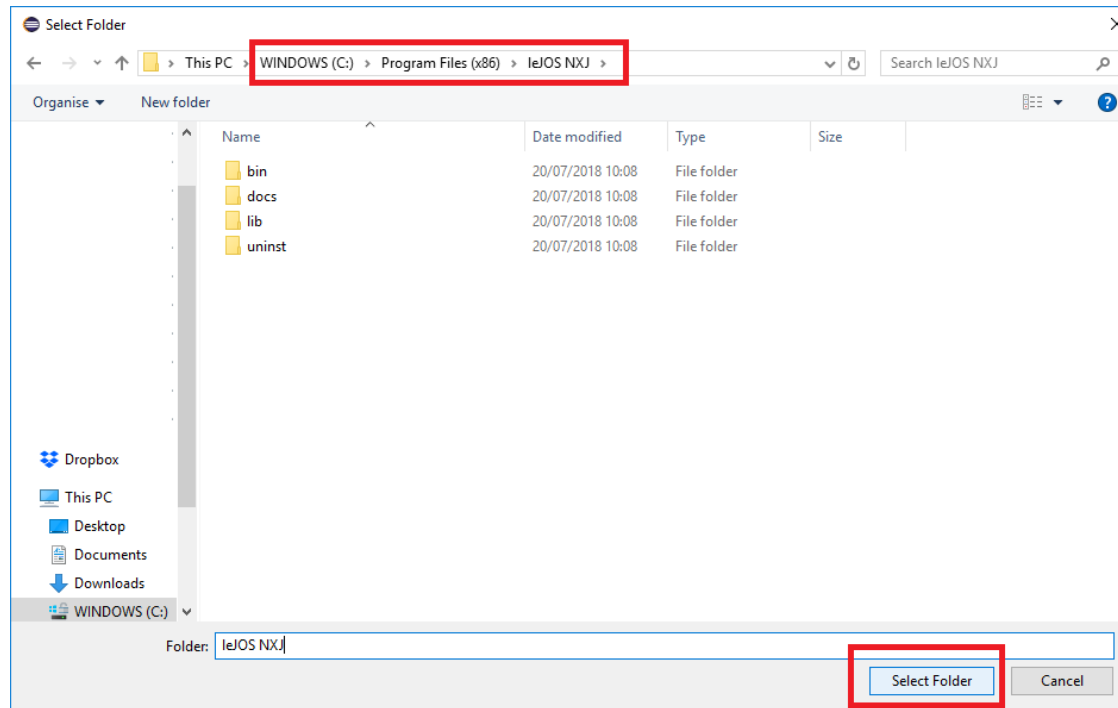 Select Folder
This PC > WINDOWS (C:) > Program Files (x86) > leJOS NXJ >
Search leJOS NXJ
Organise
New folder
Name Date modified Type Size
bin 20/07/2018 10:08 File folder
docs 20/07/2018 10:08 File folder
lib 20/07/2018 10:08 File folder
uninst 20/07/2018 10:08 File folder
Dropbox
This PC
Desktop
Documents
Downloads
WINDOWS (C:)
Folder: leJOS NXJ
Select Folder Cancel